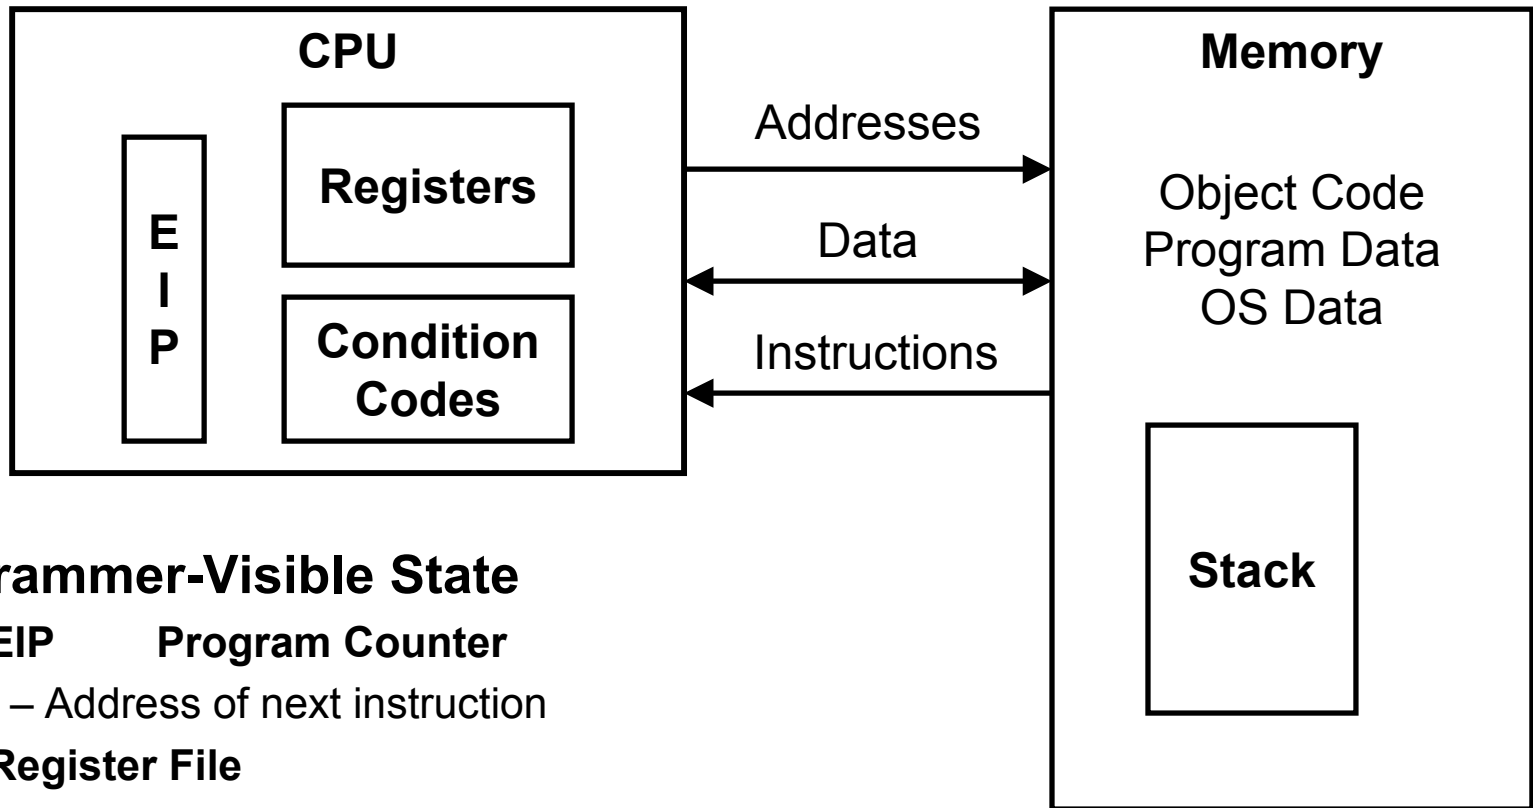 CPU
E
I
P
Registers
Condition
Codes
Addresses
Data
Instructions
Memory
Object Code
Program Data
OS Data
Stack
rammer-Visible State
EIP Program Counter
– Address of next instruction
Register File